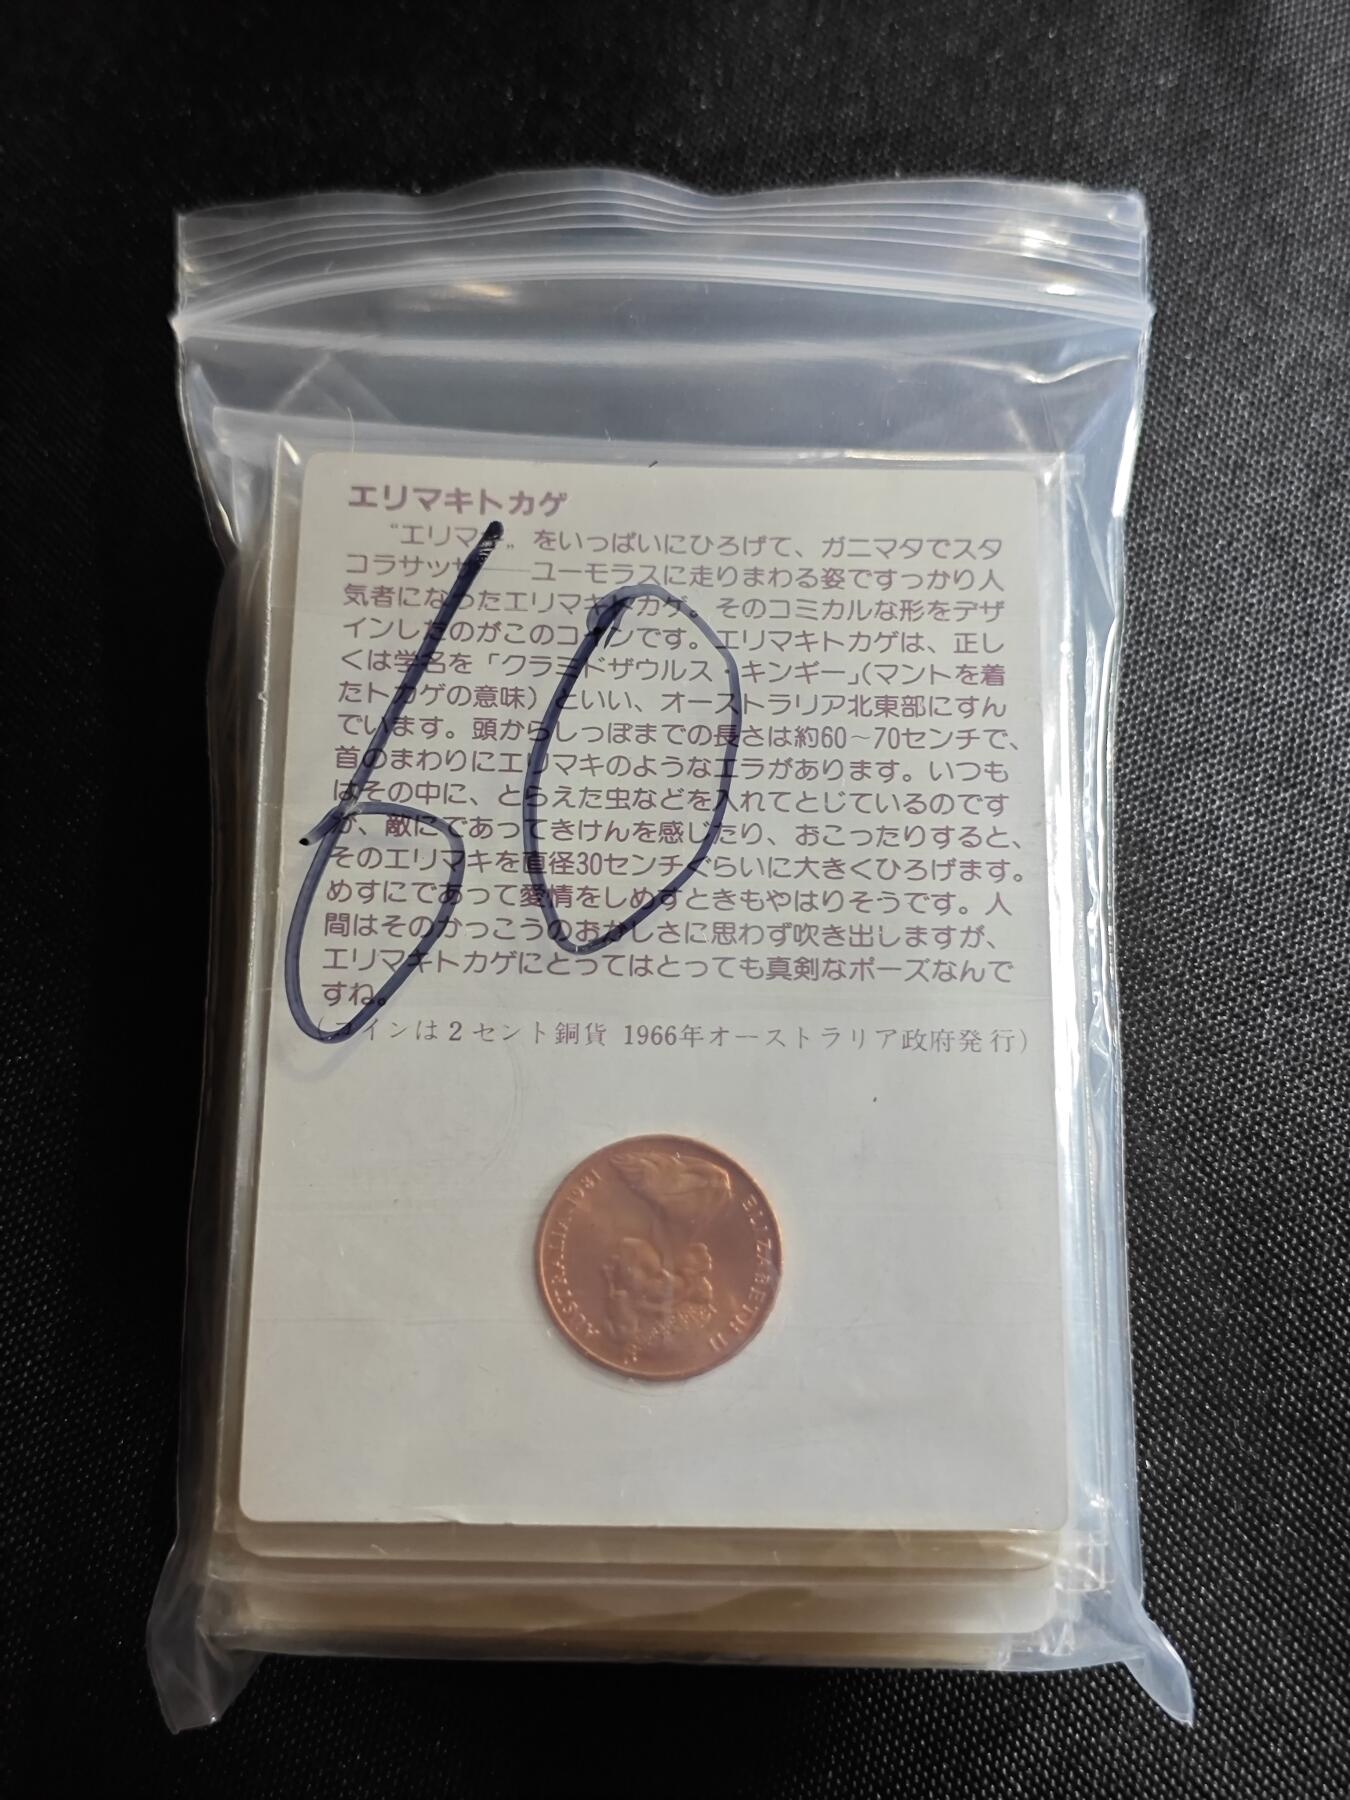 エリマキトカゲ
"エリマキ"をいっぱいにひろげて、ガニマタでスタ
コラサッサ――ユーモラスに走りまわる姿ですっかり人
気者になったエリマキトカゲ。そのコミカルな形をデザ
インしたのがこのコインです。エリマキトカゲは、正し
くは学名を「クラミドザウルス・キンギー」(マントを着
たトカゲの意味)といい、オーストラリア北東部にすん
でいます。頭からしっぽまでの長さは約60～70センチで、
首のまわりにエリマキのようなエラがあります。いつも
はその中に、とらえた虫などを入れてとじているのです
が、敵にであってきけんを感じたり、おこったりすると、
そのエリマキを直径30センチぐらいに大きくひろげます。
めすにであって愛情をしめすときもやはりそうです。人
間はそのかっこうのおかしさに思わず吹き出しますが、
エリマキトカゲにとってはとっても真剣なポーズなんで
すね。
(コインは2セント銅貨 1966年オーストラリア政府発行)
60
ELIZABETH II
AUSTRALIA 1981